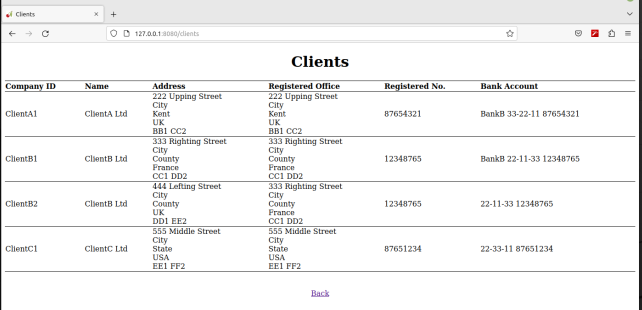 Clients
127.0.0.1:8080/clients
Clients
Company ID Name Address Registered Office Registered No. Bank Account
222 Upping Street 222 Upping Street
City City
ClientA1 ClientA Ltd Kent Kent 87654321 BankB 33-22-11 87654321
UK UK
BB1 CC2 BB1 CC2
333 Righting Street 333 Righting Street
City City
ClientB1 ClientB Ltd County County 12348765 BankB 22-11-33 12348765
France France
CC1 DD2 CC1 DD2
444 Lefting Street 333 Righting Street
City City
ClientB2 ClientB Ltd County County 12348765 22-11-33 12348765
UK France
DD1 EE2 CC1 DD2
555 Middle Street 555 Middle Street
City City
ClientC1 ClientC Ltd State State 87651234 22-33-11 87651234
USA USA
EE1 FF2 EE1 FF2
Back